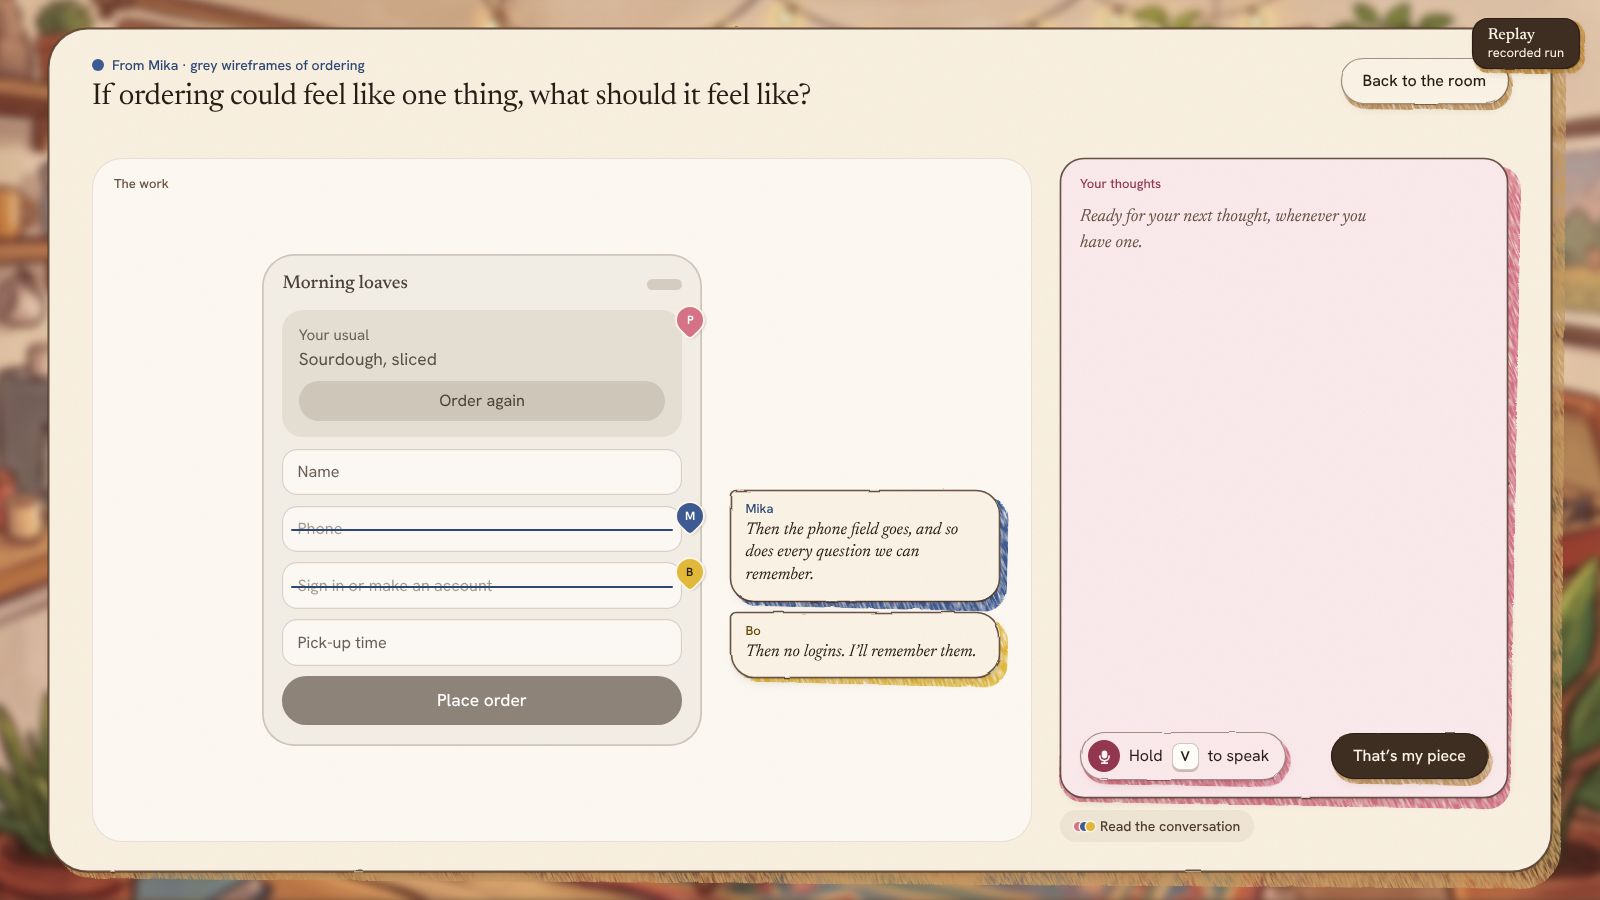 Replay
recorded run
From Mika · grey wireframes of ordering
If ordering could feel like one thing, what should it feel like?
Back to the room
The work
Morning loaves
P
Your usual
Sourdough, sliced
Order again
Name
Phone
M
Sign in or make an account
B
Pick-up time
Place order
Mika
Then the phone field goes, and so
does every question we can
remember.
Bo
Then no logins. I’ll remember them.
Your thoughts
Ready for your next thought, whenever you
have one.
Hold V to speak
That’s my piece
Read the conversation